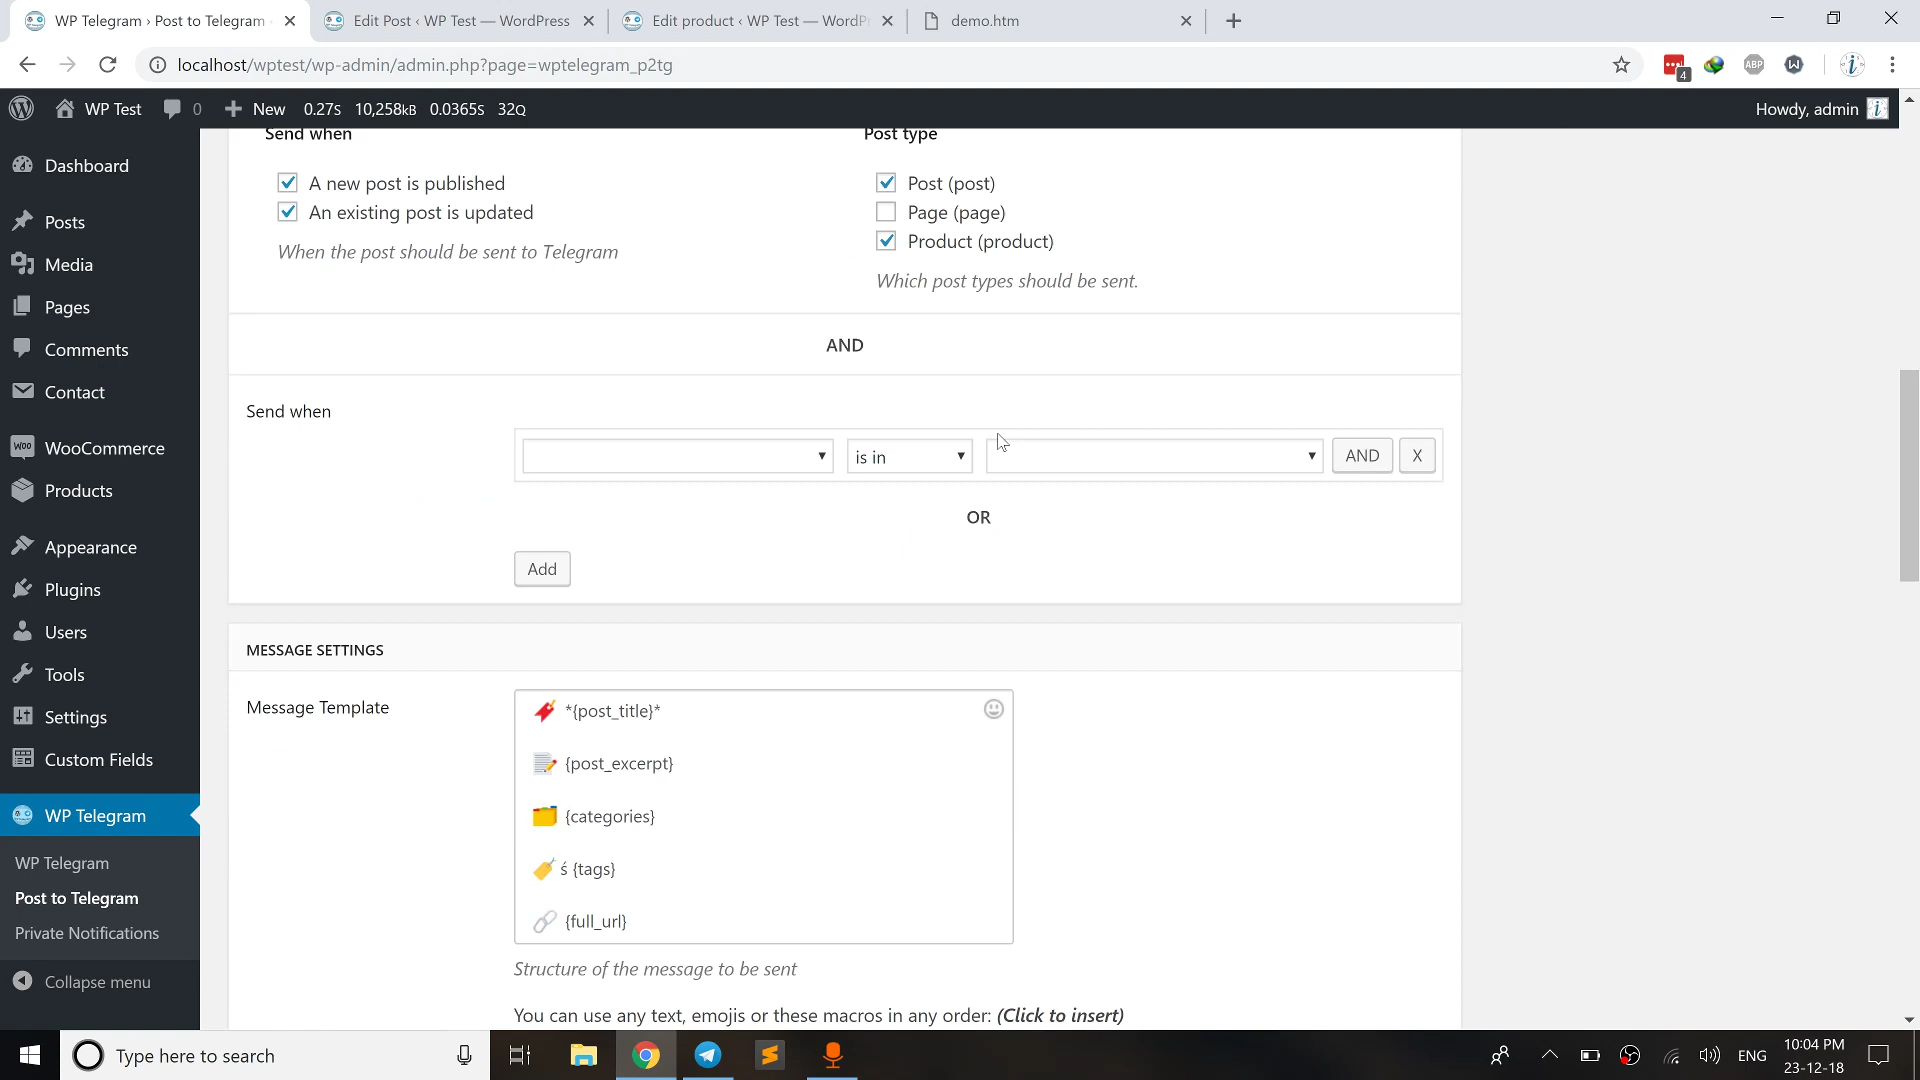 WP Telegram › Post to Telegram
Edit Post ‹ WP Test — WordPress
Edit product ‹ WP Test — WordPr
demo.htm
localhost/wptest/wp-admin/admin.php?page=wptelegram_p2tg
4
ABP
WP Test
0
New
0.27s
10,258kB
0.0365s
32Q
Howdy, admin
Dashboard
Posts
Media
Pages
Comments
Contact
WooCommerce
Products
Appearance
Plugins
Users
Tools
Settings
Custom Fields
WP Telegram
WP Telegram
Post to Telegram
Private Notifications
Collapse menu
Send when
A new post is published
An existing post is updated
When the post should be sent to Telegram
Post type
Post (post)
Page (page)
Product (product)
Which post types should be sent.
AND
Send when
is in
AND
X
OR
Add
MESSAGE SETTINGS
Message Template
*{post_title}*
{post_excerpt}
{categories}
ś {tags}
{full_url}
Structure of the message to be sent
You can use any text, emojis or these macros in any order: (Click to insert)
Type here to search
ENG
10:04 PM
23-12-18